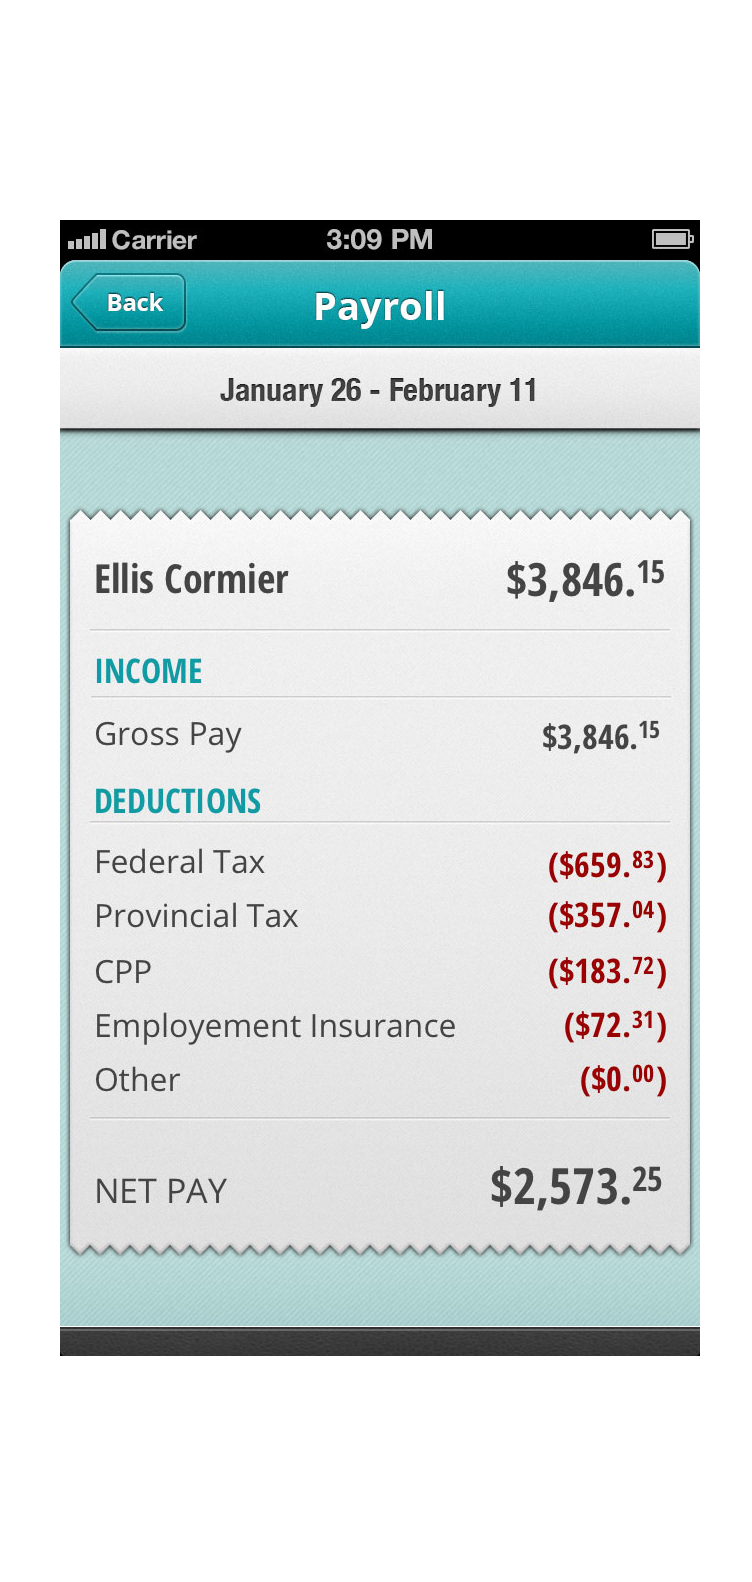 Carrier 3:09 PM
Back Payroll
January 26 - February 11
Ellis Cormier $3,846.15
INCOME
Gross Pay $3,846.15
DEDUCTIONS
Federal Tax ($659.83)
Provincial Tax ($357.04)
CPP ($183.72)
Employement Insurance ($72.31)
Other ($0.00)
NET PAY $2,573.25